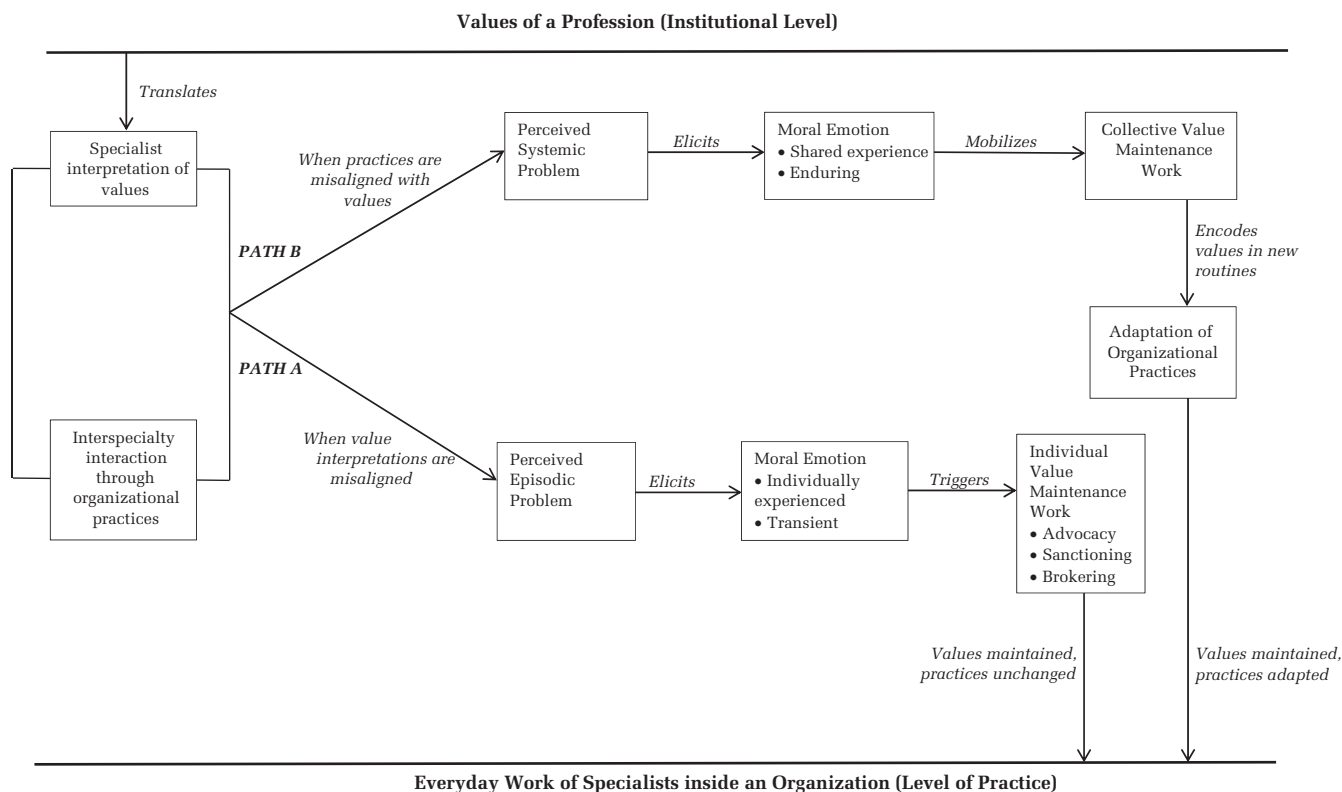 Values of a Profession (Institutional Level)
Translates
Specialist
interpretation of
values
Interspecialty
interaction through
organizational
practices
PATH B
When practices are
misaligned with
values
Perceived
Systemic
Problem
Elicits
Moral Emotion
• Shared experience
• Enduring
Mobilizes
Collective Value
Maintenance
Work
Encodes
values in new
routines
Adaptation of
Organizational
Practices
Values maintained,
practices adapted
PATH A
When value
interpretations are
misaligned
Perceived
Episodic
Problem
Elicits
Moral Emotion
• Individually
experienced
• Transient
Triggers
Individual
Value
Maintenance
Work
• Advocacy
• Sanctioning
• Brokering
Values maintained,
practices unchanged
Everyday Work of Specialists inside an Organization (Level of Practice)